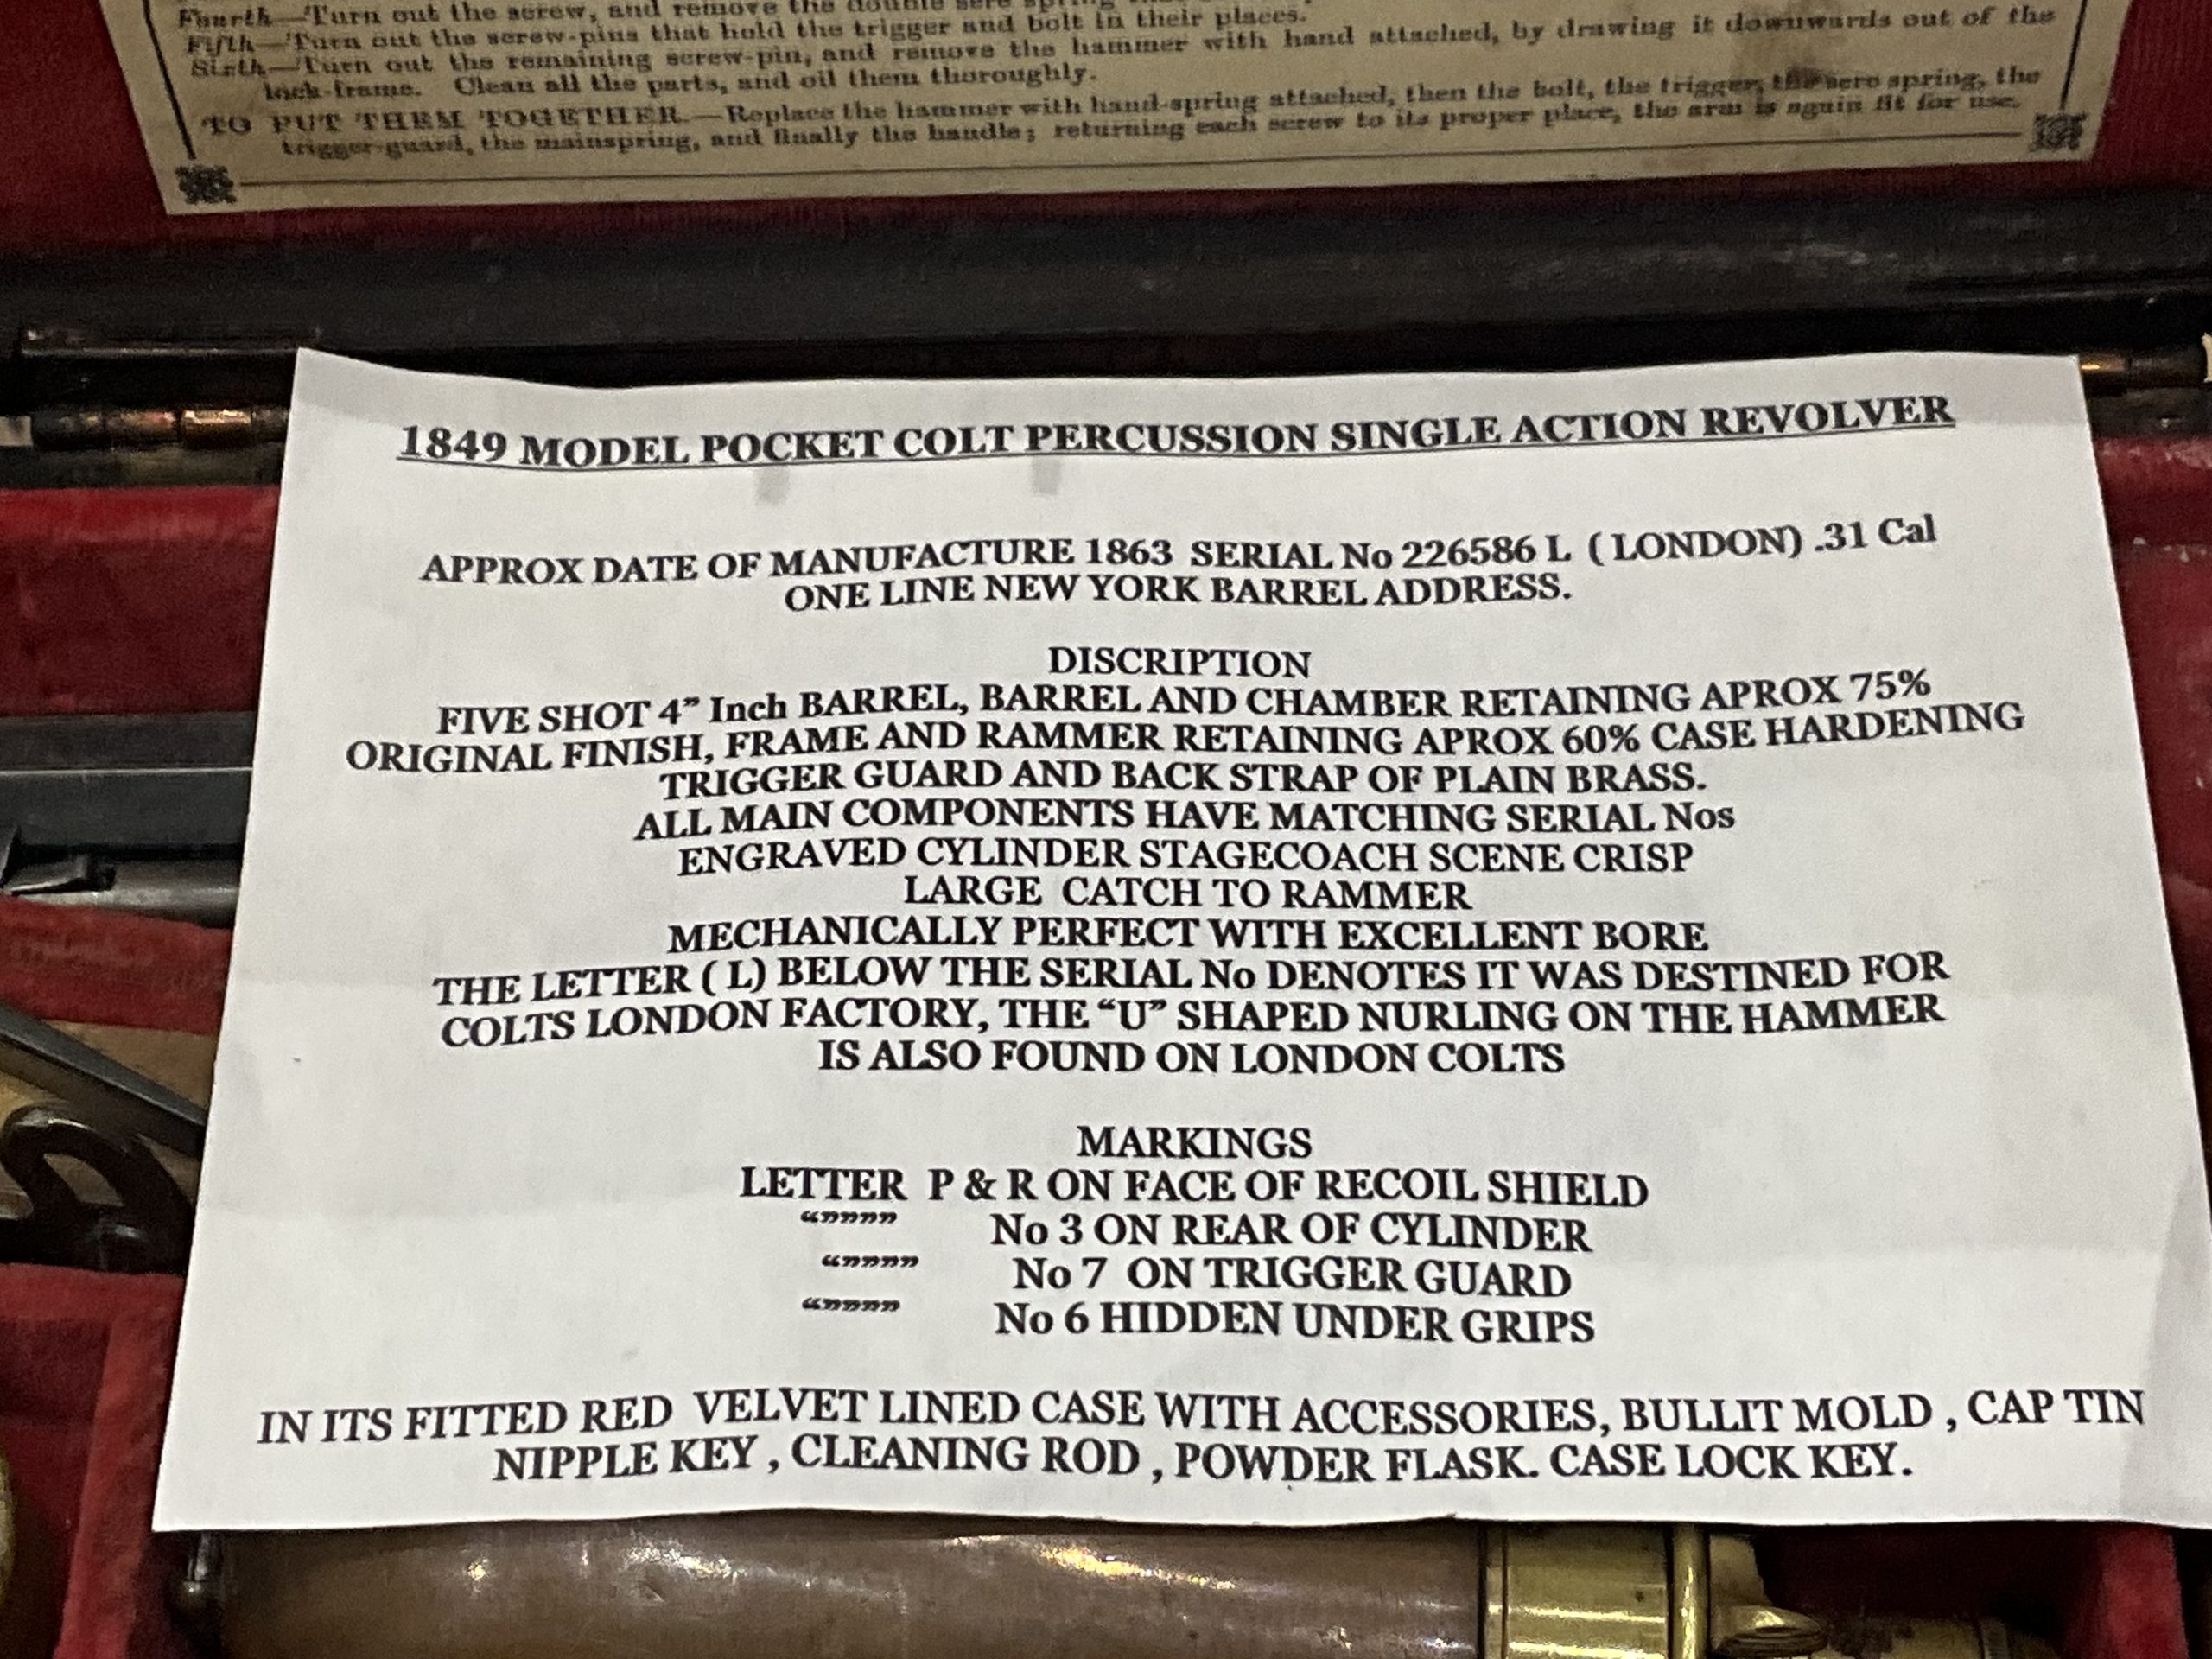 Fourth—Turn out the screw, and remove the double sere spring
Fifth—Turn out the screw-pins that hold the trigger and bolt in their places.
Sixth—Turn out the remaining screw-pin, and remove the hammer with hand attached, by drawing it downwards out of the
lock-frame. Clean all the parts, and oil them thoroughly.
TO PUT THEM TOGETHER.—Replace the hammer with hand-spring attached, then the bolt, the trigger, the sere spring, the
trigger-guard, the mainspring, and finally the handle; returning each screw to its proper place, the arm is again fit for use.
1849 MODEL POCKET COLT PERCUSSION SINGLE ACTION REVOLVER
APPROX DATE OF MANUFACTURE 1863 SERIAL No 226586 L ( LONDON) .31 Cal
ONE LINE NEW YORK BARREL ADDRESS.
DISCRIPTION
FIVE SHOT 4” Inch BARREL, BARREL AND CHAMBER RETAINING APROX 75%
ORIGINAL FINISH, FRAME AND RAMMER RETAINING APROX 60% CASE HARDENING
TRIGGER GUARD AND BACK STRAP OF PLAIN BRASS.
ALL MAIN COMPONENTS HAVE MATCHING SERIAL Nos
ENGRAVED CYLINDER STAGECOACH SCENE CRISP
LARGE CATCH TO RAMMER
MECHANICALLY PERFECT WITH EXCELLENT BORE
THE LETTER ( L) BELOW THE SERIAL No DENOTES IT WAS DESTINED FOR
COLTS LONDON FACTORY, THE “U” SHAPED NURLING ON THE HAMMER
IS ALSO FOUND ON LONDON COLTS
MARKINGS
LETTER P & R ON FACE OF RECOIL SHIELD
“”””” No 3 ON REAR OF CYLINDER
“”””” No 7 ON TRIGGER GUARD
“”””” No 6 HIDDEN UNDER GRIPS
IN ITS FITTED RED VELVET LINED CASE WITH ACCESSORIES, BULLIT MOLD , CAP TIN
NIPPLE KEY , CLEANING ROD , POWDER FLASK. CASE LOCK KEY.